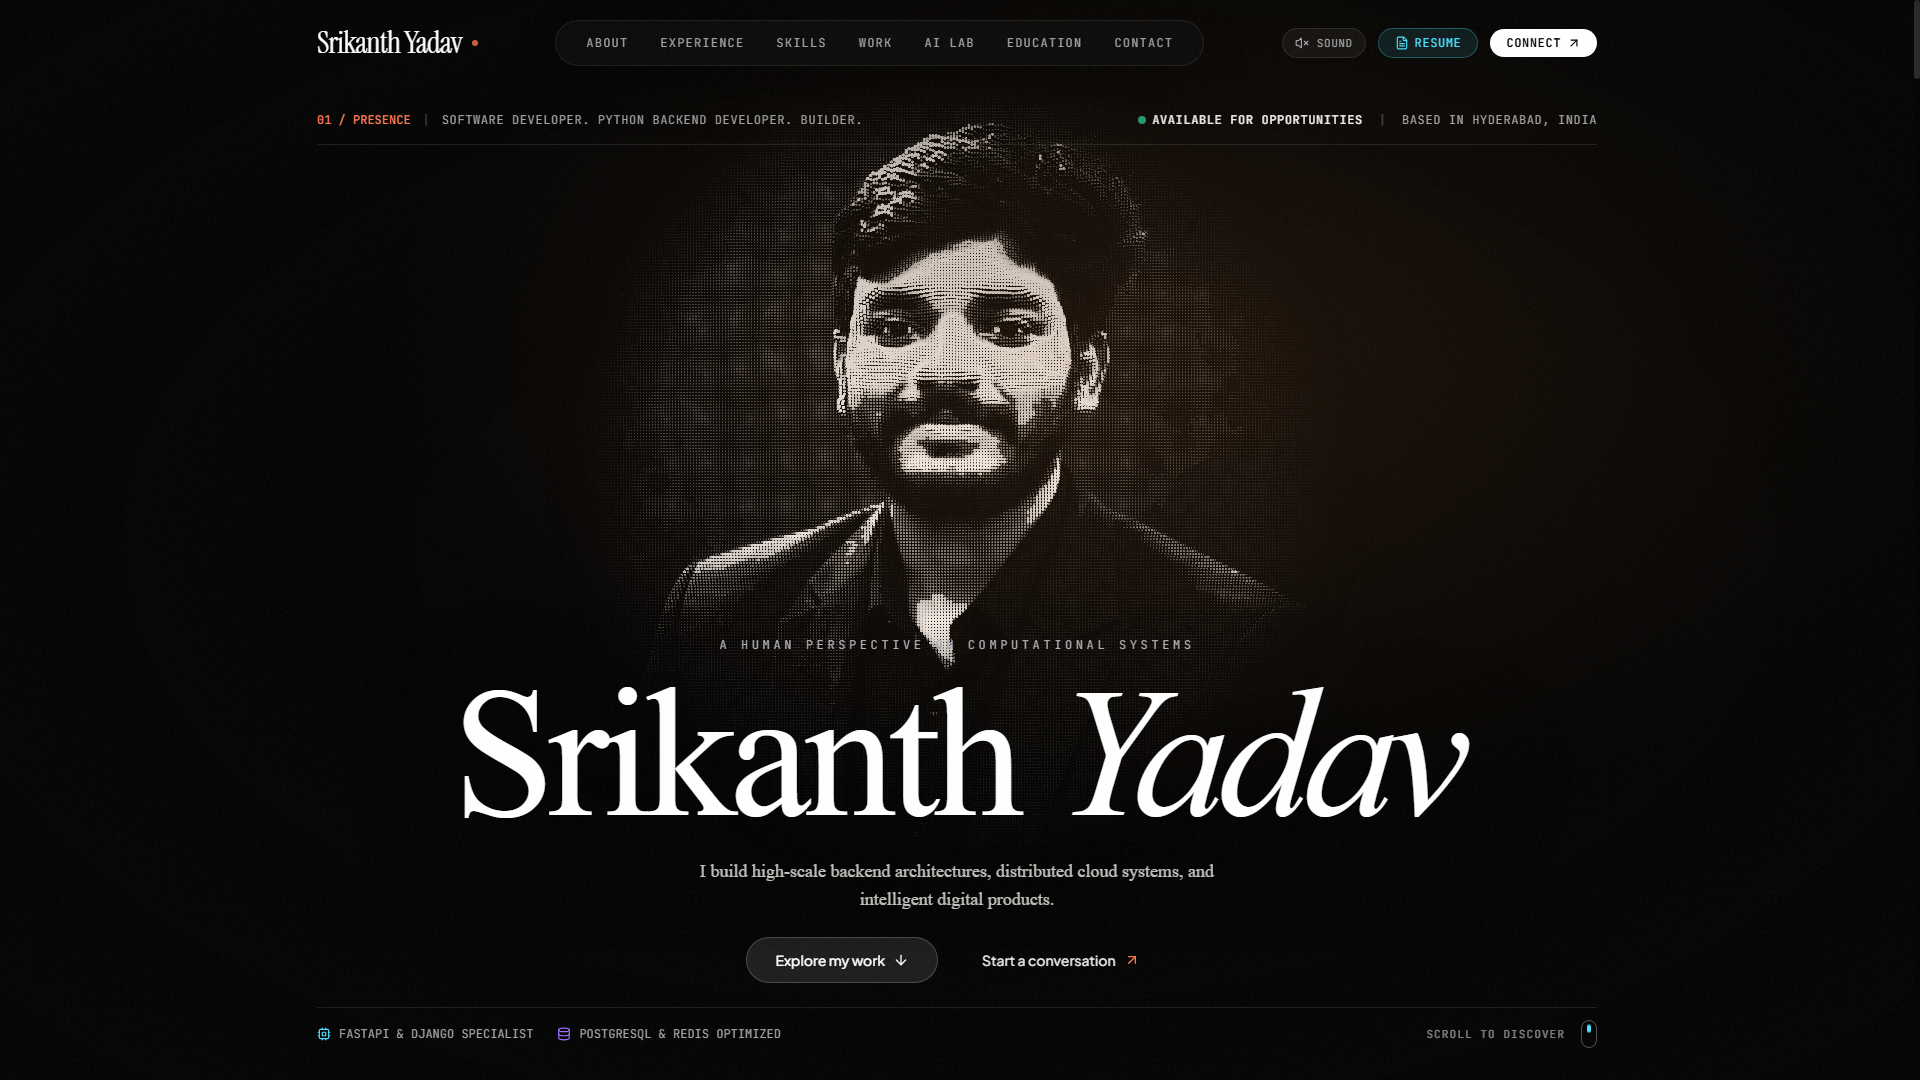 Srikanth Yadav
ABOUT EXPERIENCE SKILLS WORK AI LAB EDUCATION CONTACT
SOUND
RESUME
CONNECT
01 / PRESENCE | SOFTWARE DEVELOPER. PYTHON BACKEND DEVELOPER. BUILDER.
AVAILABLE FOR OPPORTUNITIES | BASED IN HYDERABAD, INDIA
A HUMAN PERSPECTIVE COMPUTATIONAL SYSTEMS
Srikanth Yadav
I build high-scale backend architectures, distributed cloud systems, and
intelligent digital products.
Explore my work
Start a conversation
FASTAPI & DJANGO SPECIALIST
POSTGRESQL & REDIS OPTIMIZED
SCROLL TO DISCOVER